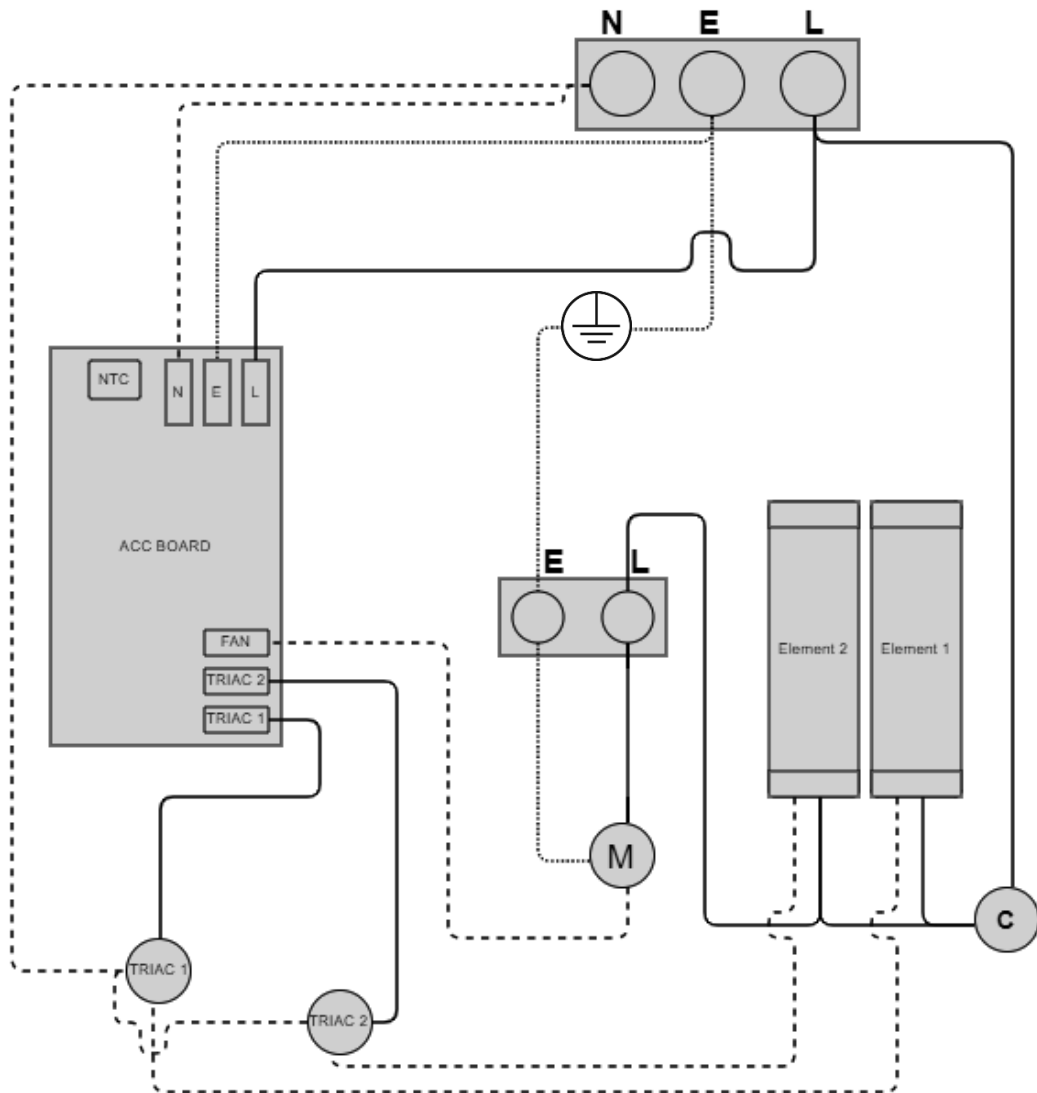 N E L
NTC
N E L
ACC BOARD
E L
FAN
TRIAC 2
TRIAC 1
Element 2
Element 1
M
C
TRIAC 1
TRIAC 2